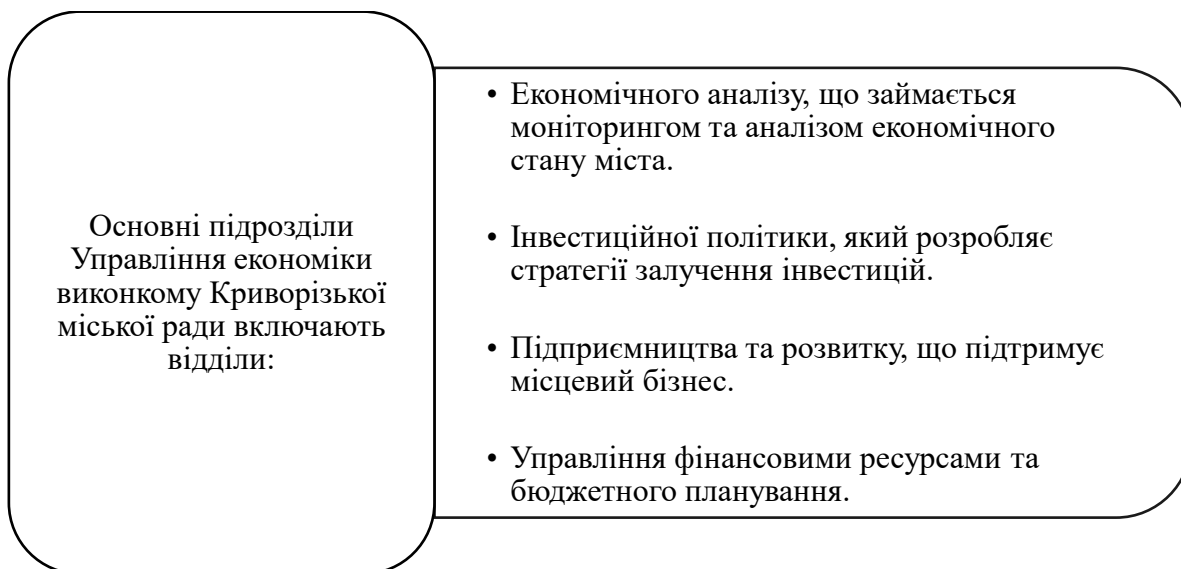 Основні підрозділи
Управління економіки
виконкому Криворізької
міської ради включають
відділи:
• Економічного аналізу, що займається
моніторингом та аналізом економічного
стану міста.
• Інвестиційної політики, який розробляє
стратегії залучення інвестицій.
• Підприємництва та розвитку, що підтримує
місцевий бізнес.
• Управління фінансовими ресурсами та
бюджетного планування.